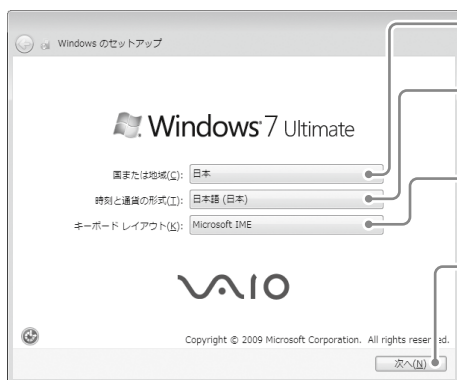 Windows のセットアップ
Windows 7 Ultimate
国または地域(C): 日本
時刻と通貨の形式(T): 日本語 (日本)
キーボード レイアウト(K): Microsoft IME
VAIO
Copyright © 2009 Microsoft Corporation. All rights reserved.
次へ(N)